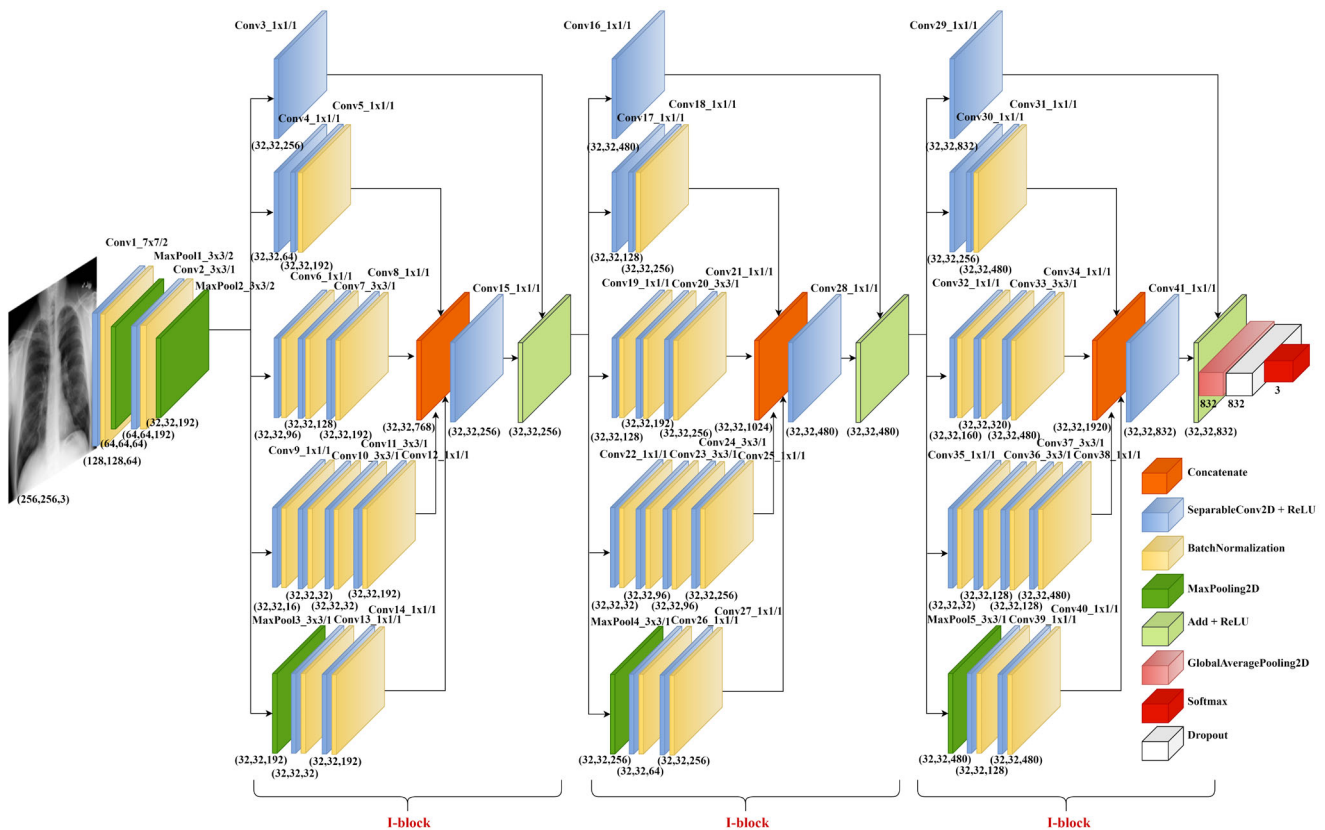 Conv1_7x7/2
MaxPool1_3x3/2
Conv2_3x3/1
MaxPool2_3x3/2
(32,32,192)
(64,64,192)
(64,64,64)
(128,128,64)
(256,256,3)
Conv3_1x1/1
(32,32,256)
Conv5_1x1/1
Conv4_1x1/1
(32,32,64)
(32,32,192)
Conv6_1x1/1
Conv8_1x1/1
Conv7_3x3/1
(32,32,96)
(32,32,128)
(32,32,192)
Conv9_1x1/1
Conv11_3x3/1
Conv10_3x3/1
Conv12_1x1/1
(32,32,16)
(32,32,32)
(32,32,32)
(32,32,192)
MaxPool3_3x3/1
Conv14_1x1/1
Conv13_1x1/1
(32,32,192)
(32,32,32)
(32,32,192)
Conv15_1x1/1
(32,32,768)
(32,32,256)
(32,32,256)
I-block
Conv16_1x1/1
(32,32,480)
Conv18_1x1/1
Conv17_1x1/1
(32,32,128)
(32,32,256)
Conv21_1x1/1
Conv19_1x1/1
Conv20_3x3/1
(32,32,128)
(32,32,192)
(32,32,256)
Conv24_3x3/1
Conv22_1x1/1
Conv23_3x3/1
Conv25_1x1/1
(32,32,32)
(32,32,96)
(32,32,96)
(32,32,256)
MaxPool4_3x3/1
Conv27_1x1/1
Conv26_1x1/1
(32,32,256)
(32,32,64)
(32,32,256)
Conv28_1x1/1
(32,32,1024)
(32,32,480)
(32,32,480)
I-block
Conv29_1x1/1
(32,32,832)
Conv31_1x1/1
Conv30_1x1/1
(32,32,256)
(32,32,480)
Conv34_1x1/1
Conv32_1x1/1
Conv33_3x3/1
(32,32,160)
(32,32,320)
(32,32,480)
Conv37_3x3/1
Conv35_1x1/1
Conv36_3x3/1
Conv38_1x1/1
(32,32,32)
(32,32,128)
(32,32,128)
(32,32,480)
MaxPool5_3x3/1
Conv40_1x1/1
Conv39_1x1/1
(32,32,480)
(32,32,128)
(32,32,480)
Conv41_1x1/1
(32,32,1920)
(32,32,832)
(32,32,832)
I-block
832
832
3
Concatenate
SeparableConv2D + ReLU
BatchNormalization
MaxPooling2D
Add + ReLU
GlobalAveragePooling2D
Softmax
Dropout